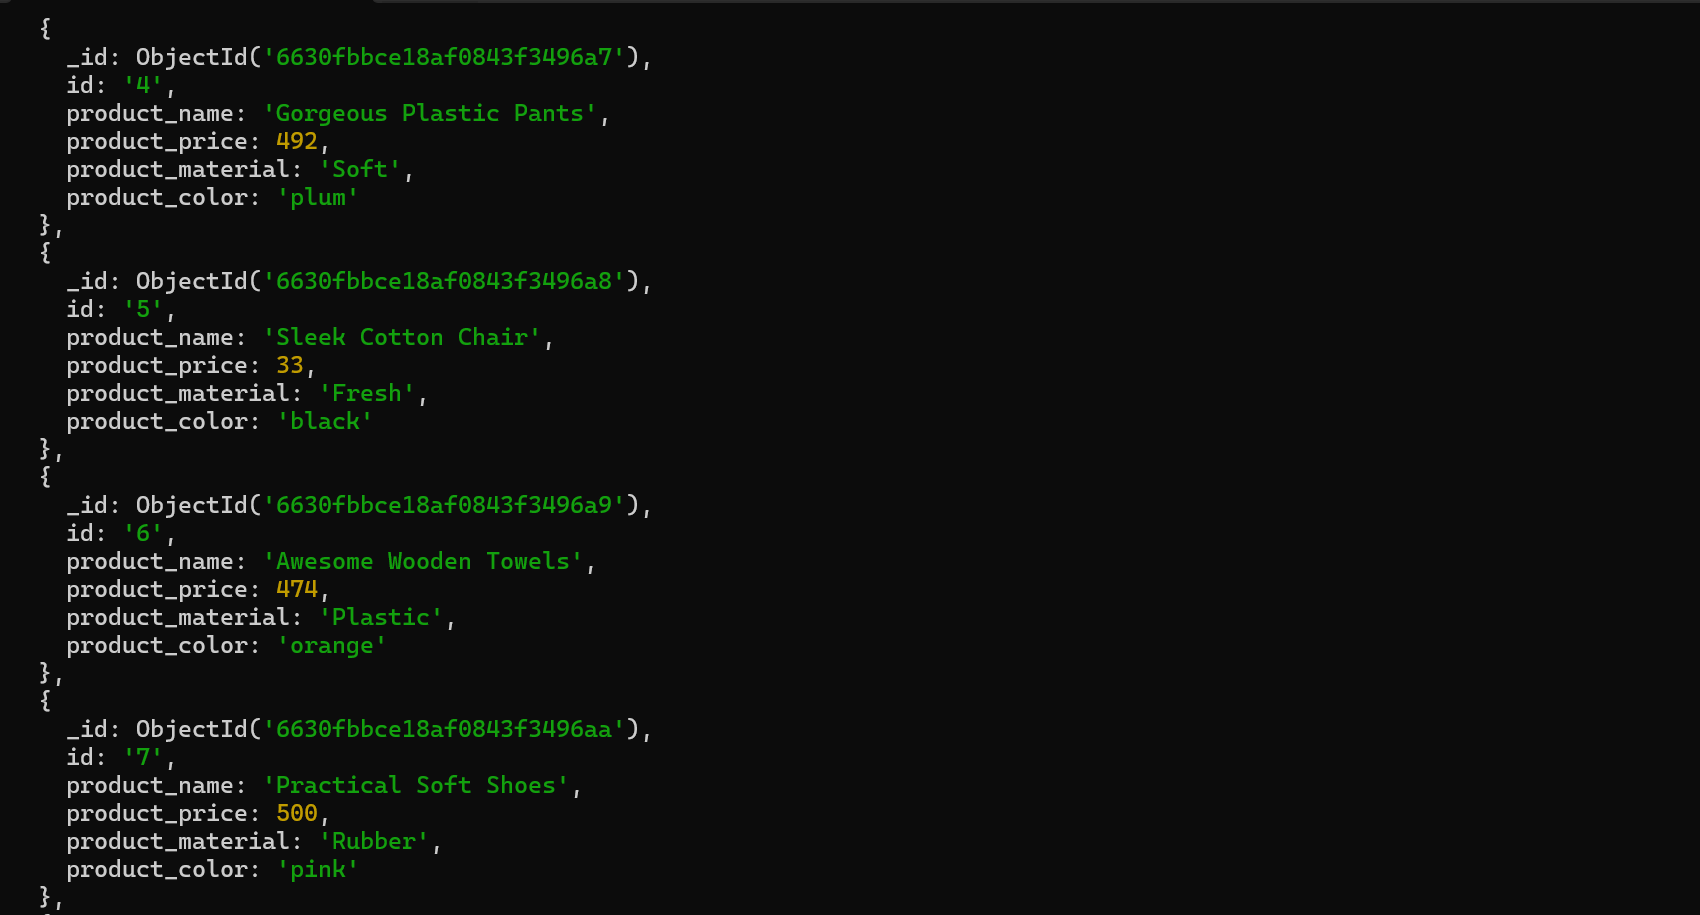 {
_id: ObjectId('6630fbbce18af0843f3496a7'),
id: '4',
product_name: 'Gorgeous Plastic Pants',
product_price: 492,
product_material: 'Soft',
product_color: 'plum'
},
{
_id: ObjectId('6630fbbce18af0843f3496a8'),
id: '5',
product_name: 'Sleek Cotton Chair',
product_price: 33,
product_material: 'Fresh',
product_color: 'black'
},
{
_id: ObjectId('6630fbbce18af0843f3496a9'),
id: '6',
product_name: 'Awesome Wooden Towels',
product_price: 474,
product_material: 'Plastic',
product_color: 'orange'
},
{
_id: ObjectId('6630fbbce18af0843f3496aa'),
id: '7',
product_name: 'Practical Soft Shoes',
product_price: 500,
product_material: 'Rubber',
product_color: 'pink'
},